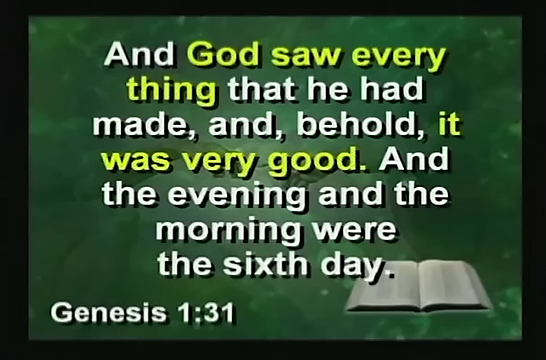 And God saw every
thing that he had
made, and, behold, it
was very good. And
the evening and the
morning were
the sixth day.
Genesis 1:31